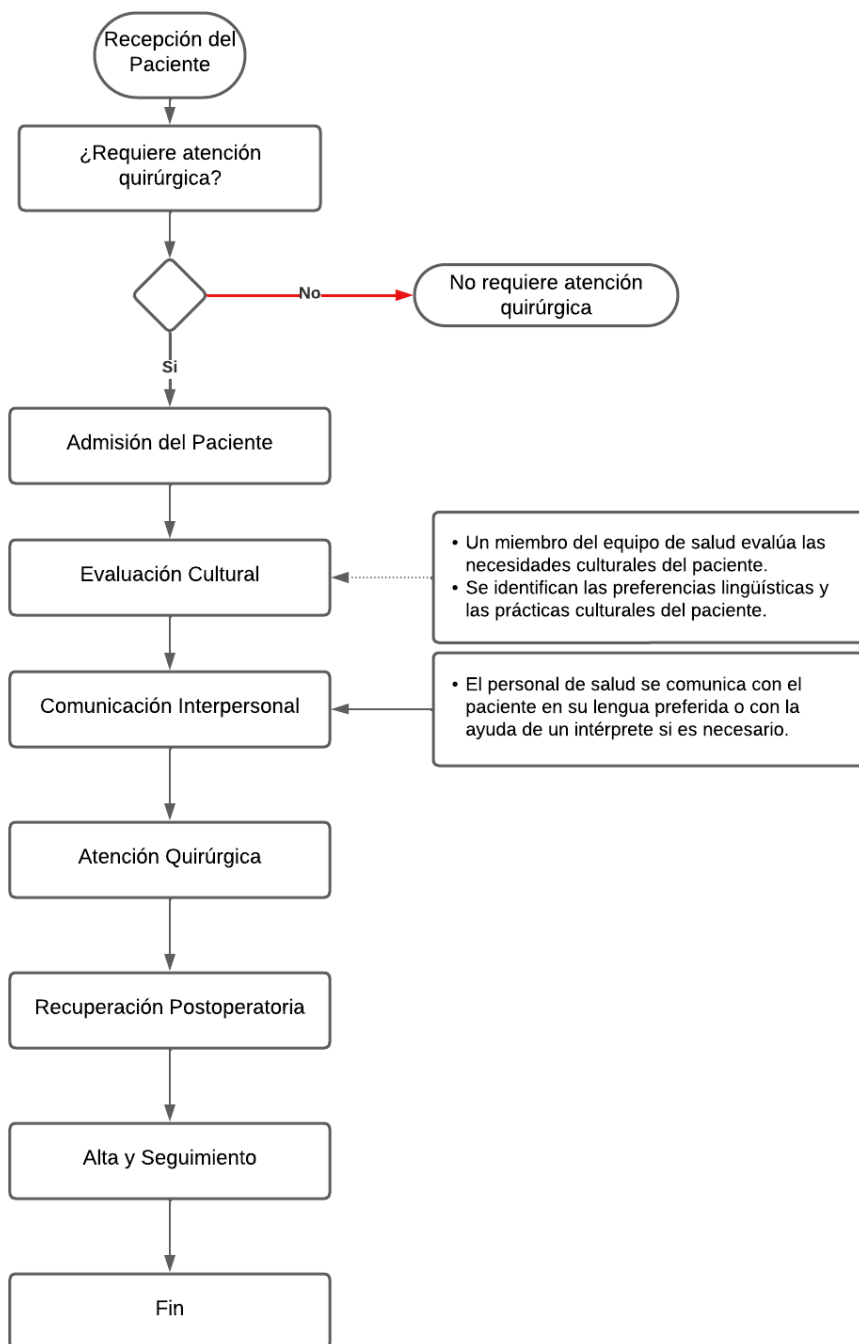 Recepción del
Paciente
¿Requiere atención
quirúrgica?
No
No requiere atención
quirúrgica
Si
Admisión del Paciente
Evaluación Cultural
• Un miembro del equipo de salud evalúa las
necesidades culturales del paciente.
• Se identifican las preferencias lingüísticas y
las prácticas culturales del paciente.
Comunicación Interpersonal
• El personal de salud se comunica con el
paciente en su lengua preferida o con la
ayuda de un intérprete si es necesario.
Atención Quirúrgica
Recuperación Postoperatoria
Alta y Seguimiento
Fin